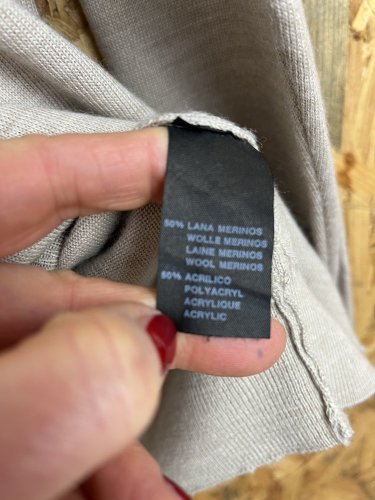 50% LANA MERINOS
WOLLE MERINOS
LAINE MERINOS
WOOL MERINOS
50% ACRILICO
POLYACRYL
ACRYLIQUE
ACRYLIC